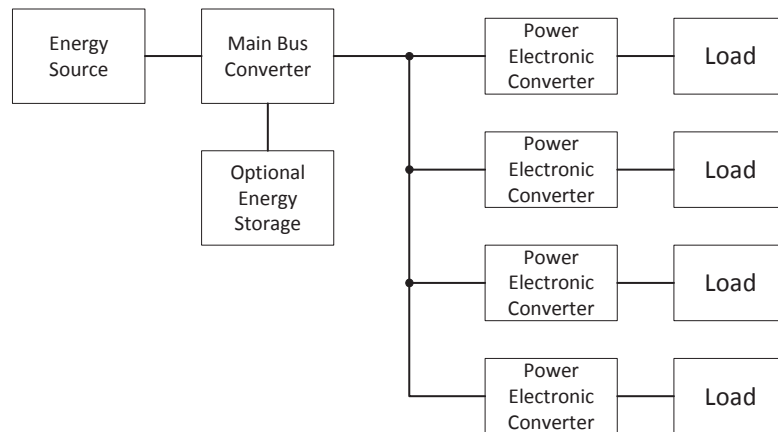 Energy
Source
Main Bus
Converter
Optional
Energy
Storage
Power
Electronic
Converter
Load
Power
Electronic
Converter
Load
Power
Electronic
Converter
Load
Power
Electronic
Converter
Load